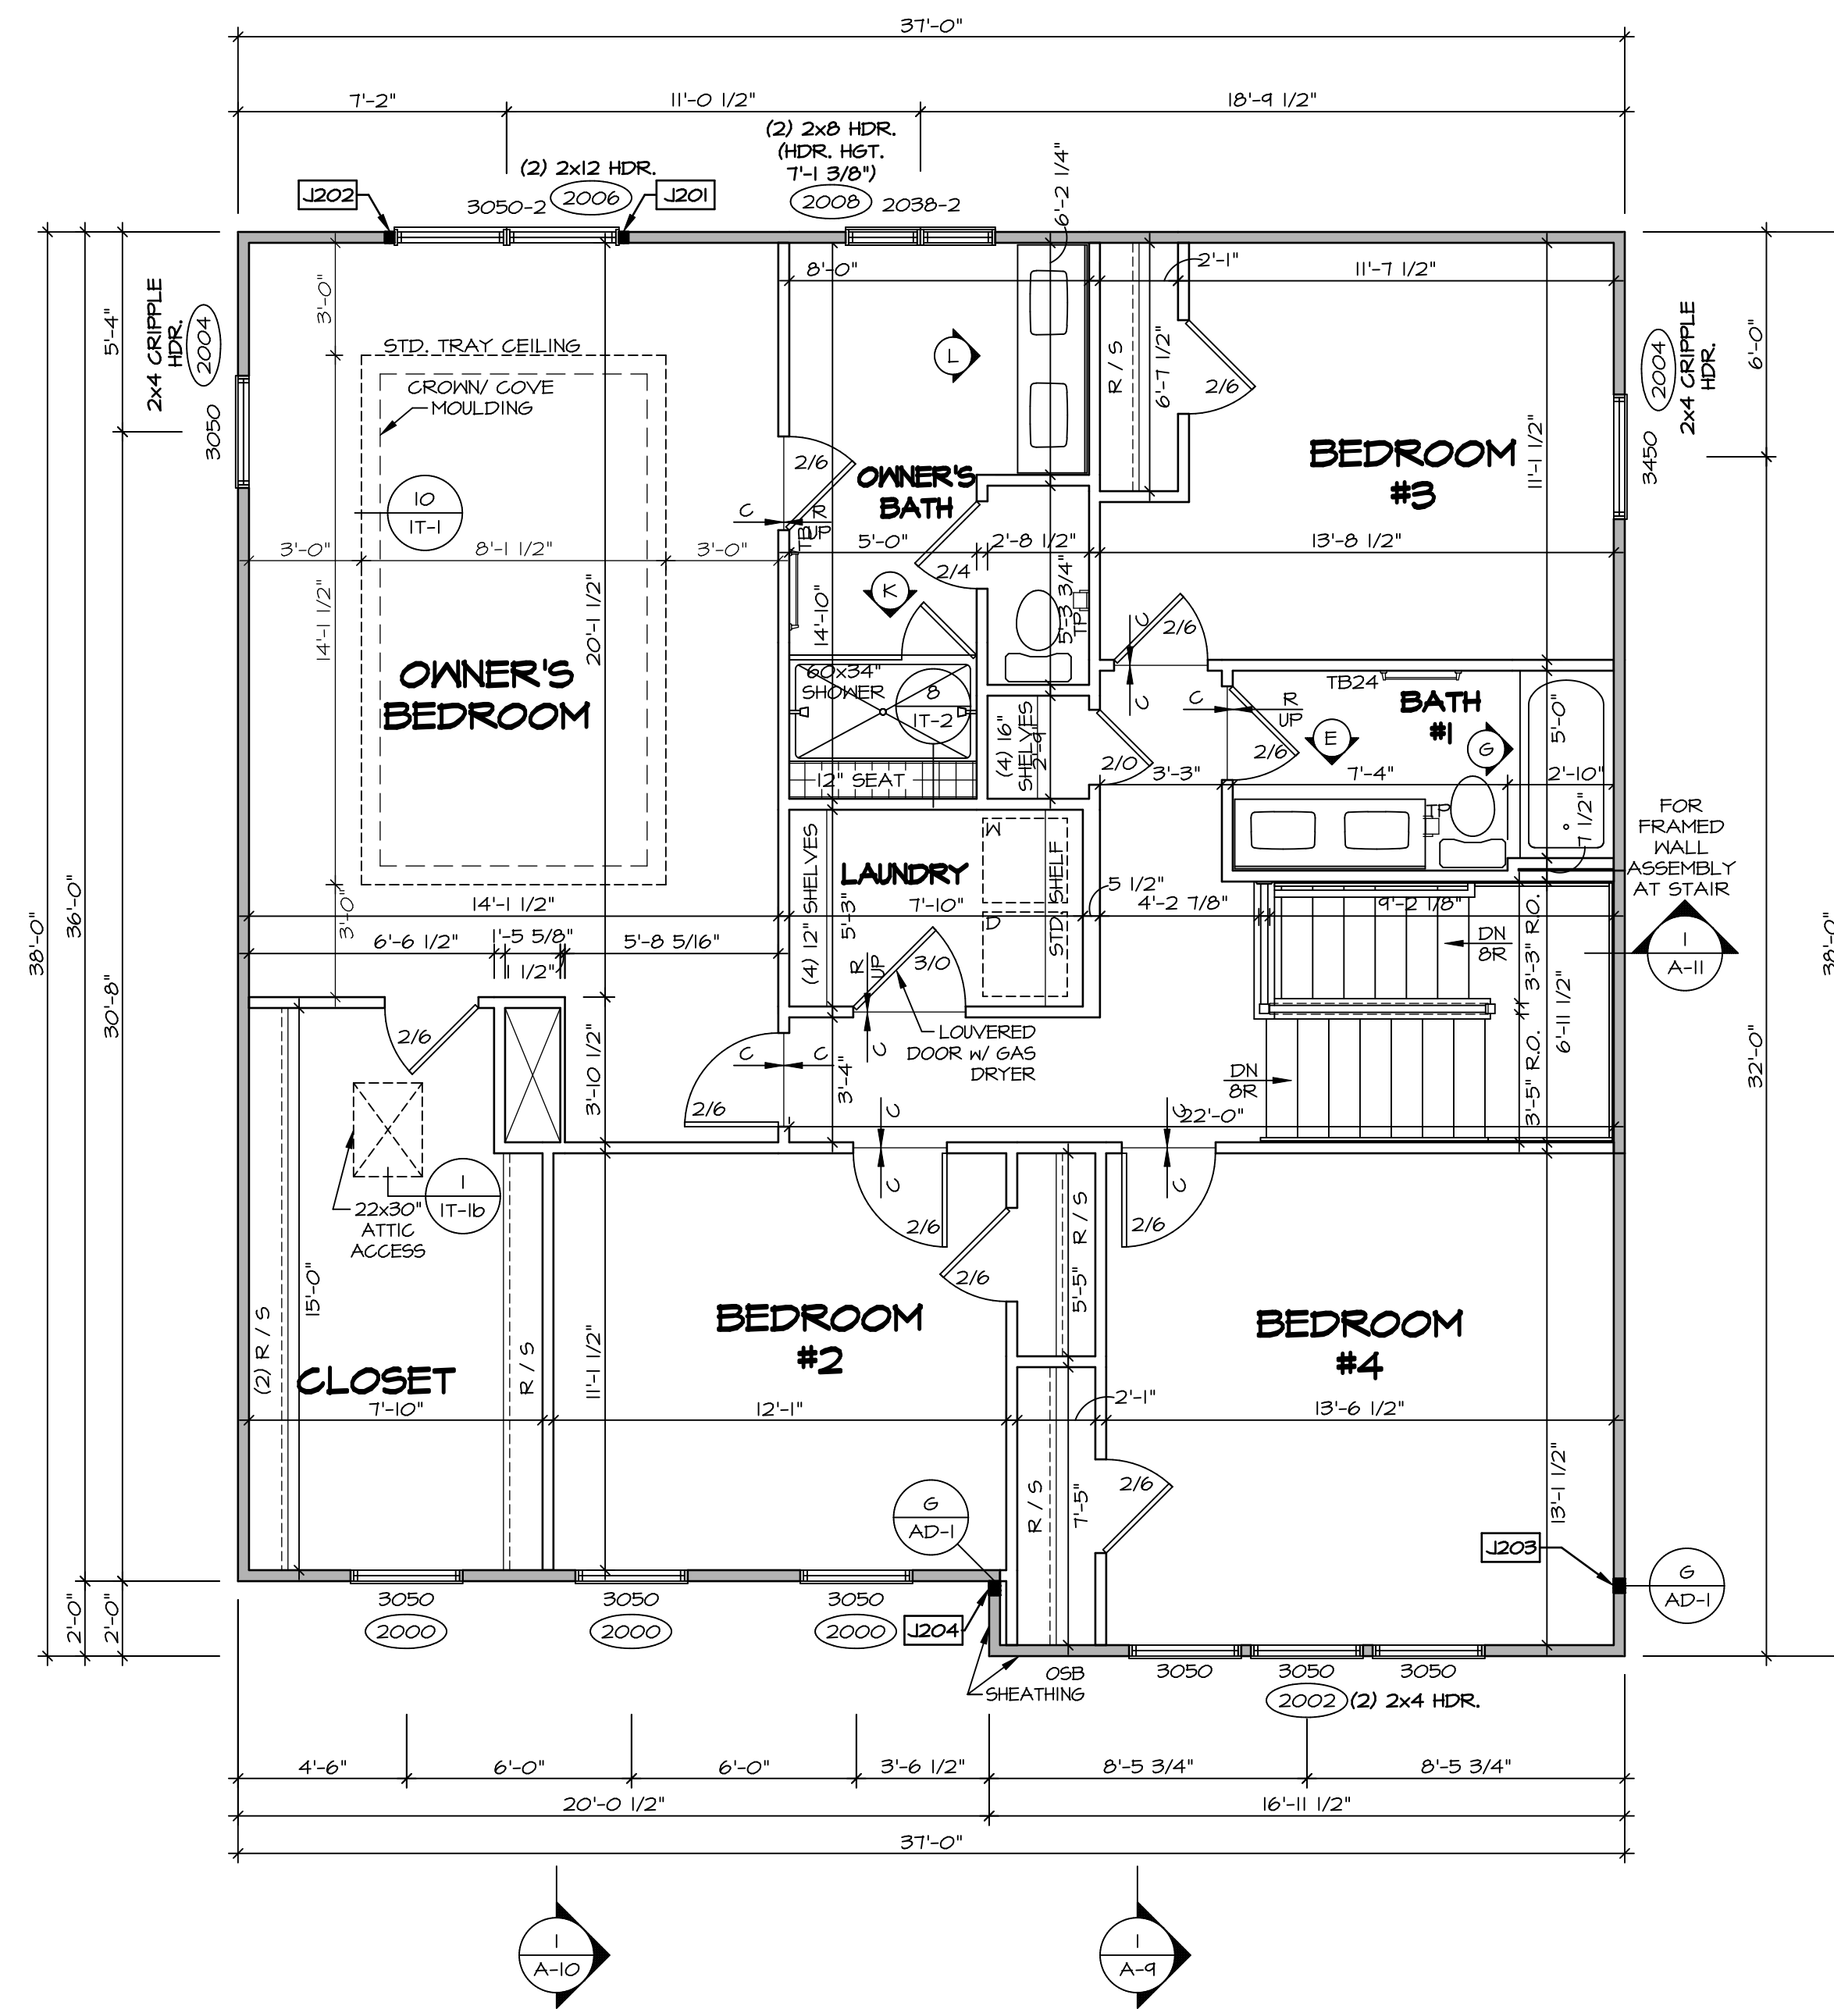 37'-0"
7'-2"
11'-0 1/2"
18'-9 1/2"
(2) 2x8 HDR.
(HDR. HGT.
7'-1 3/8")
(2) 2x12 HDR.
J202
3050-2
2006
J201
2008
2038-2
6'-2 1/4"
5'-4"
2x4 CRIPPLE
HDR.
2004
3050
3'-0"
8'-0"
2'-1"
11'-7 1/2"
2004
2x4 CRIPPLE
HDR.
6'-0"
3450
STD. TRAY CEILING
CROWN/ COVE
MOULDING
L
R / S
6'-7 1/2"
2/6
11'-1 1/2"
BEDROOM
#3
2/6
OWNER'S
BATH
10
IT-1
C
R
UP
TB
3'-0"
8'-1 1/2"
3'-0"
5'-0"
2'-8 1/2"
13'-8 1/2"
2/4
K
14'-1 1/2"
20'-1 1/2"
14'-10"
5'-3 3/4"
TP
C
2/6
OWNER'S
BEDROOM
60x34"
SHOWER
8
IT-2
(4) 16"
SHELVES
2'-9"
C
C
R
UP
TB24
BATH
#1
E
G
5'-0"
2/0
2/6
12" SEAT
3'-3"
7'-4"
2'-10"
TP
7 1/2"
FOR
FRAMED
WALL
ASSEMBLY
AT STAIR
38'-0"
36'-0"
30'-8"
(4) 12" SHELVES
LAUNDRY
W
STD. SHELF
5'-3"
7'-10"
D
5 1/2"
4'-2 7/8"
9'-2 1/8"
14'-1 1/2"
3'-0"
6'-6 1/2"
1'-5 5/8"
1 1/2"
5'-8 5/16"
R
UP
3/0
DN
8R
3'-3" R.O.
6'-11 1/2"
1
A-11
38'-0"
32'-0"
2/6
LOUVERED
DOOR W/ GAS
DRYER
C
C
C
3'-10 1/2"
3'-4"
2/6
DN
8R
3'-5" R.O.
C
C
22'-0"
C
C
22x30"
ATTIC
ACCESS
1
IT-1b
2/6
2/6
2/6
R / S
5'-5"
15'-0"
(2) R / S
CLOSET
R / S
11'-1 1/2"
BEDROOM
#2
BEDROOM
#4
7'-10"
12'-1"
2'-1"
13'-6 1/2"
2/6
R / S
7'-5"
13'-1 1/2"
G
AD-1
J203
G
AD-1
2'-0"
2'-0"
3050
2000
3050
2000
3050
2000
J204
OSB
SHEATHING
3050
3050
3050
2002
(2) 2x4 HDR.
4'-6"
6'-0"
6'-0"
3'-6 1/2"
8'-5 3/4"
8'-5 3/4"
20'-0 1/2"
16'-11 1/2"
37'-0"
1
A-10
1
A-9